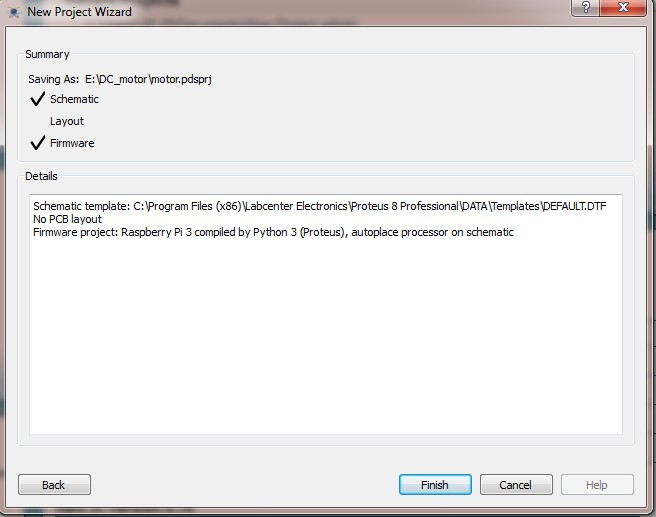 New Project Wizard
Summary
Saving As: E:\DC_motor\motor.pdsprj
Schematic
Layout
Firmware
Details
Schematic template: C:\Program Files (x86)\Labcenter Electronics\Proteus 8 Professional\DATA\Templates\DEFAULT.DTF
No PCB layout
Firmware project: Raspberry Pi 3 compiled by Python 3 (Proteus), autoplace processor on schematic
Back Finish Cancel Help